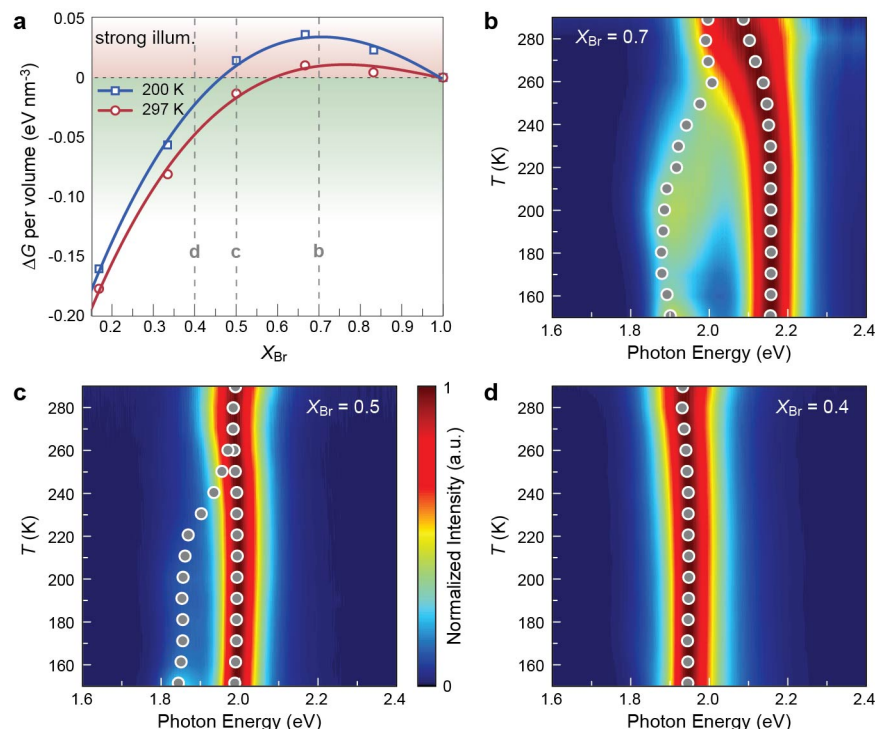 a
0.05
0
-0.05
-0.10
-0.15
-0.20
ΔG per volume (eV nm⁻³)
strong illum.
200 K
297 K
d
c
b
0.2
0.3
0.4
0.5
0.6
0.7
0.8
0.9
1.0
X_Br
b
X_Br = 0.7
280
260
240
220
200
180
160
T (K)
1.6
1.8
2.0
2.2
2.4
Photon Energy (eV)
c
X_Br = 0.5
280
260
240
220
200
180
160
T (K)
1.6
1.8
2.0
2.2
2.4
Photon Energy (eV)
1
0
Normalized Intensity (a.u.)
d
X_Br = 0.4
280
260
240
220
200
180
160
T (K)
1.6
1.8
2.0
2.2
2.4
Photon Energy (eV)